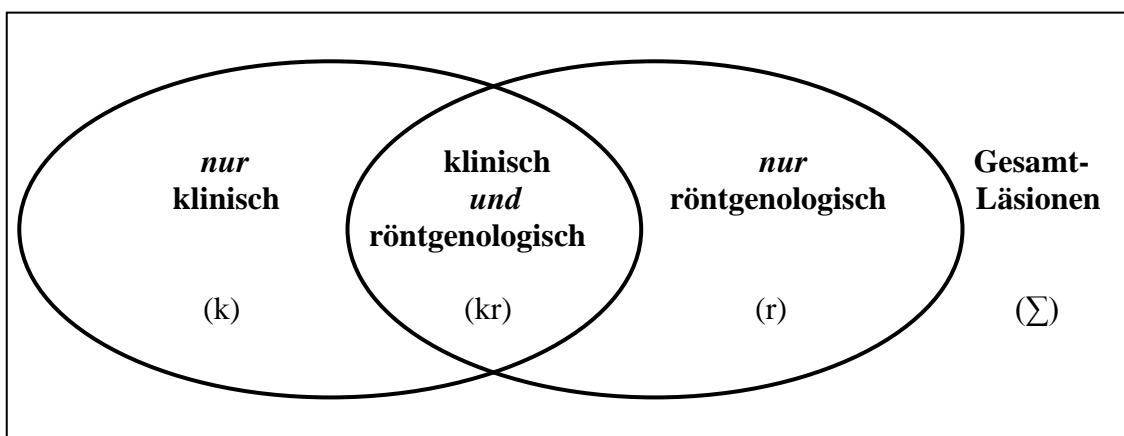 nur
klinisch
(k)
klinisch
und
röntgenologisch
(kr)
nur
röntgenologisch
(r)
Gesamt-
Läsionen
(∑)